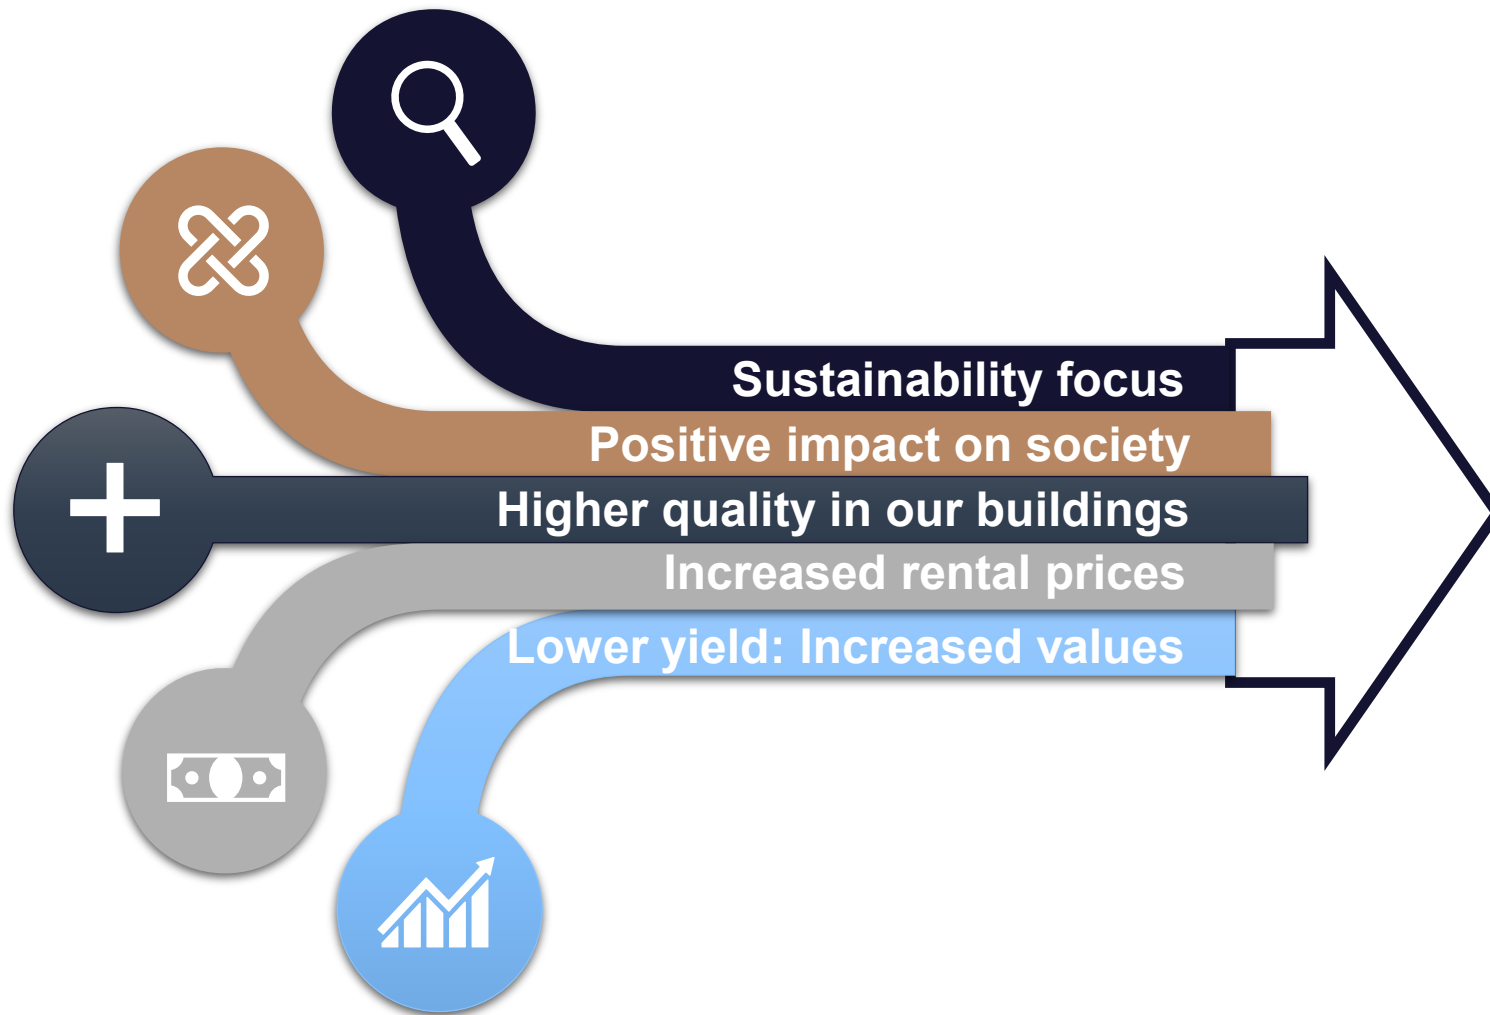 Sustainability focus
Positive impact on society
Higher quality in our buildings
Increased rental prices
Lower yield: Increased values